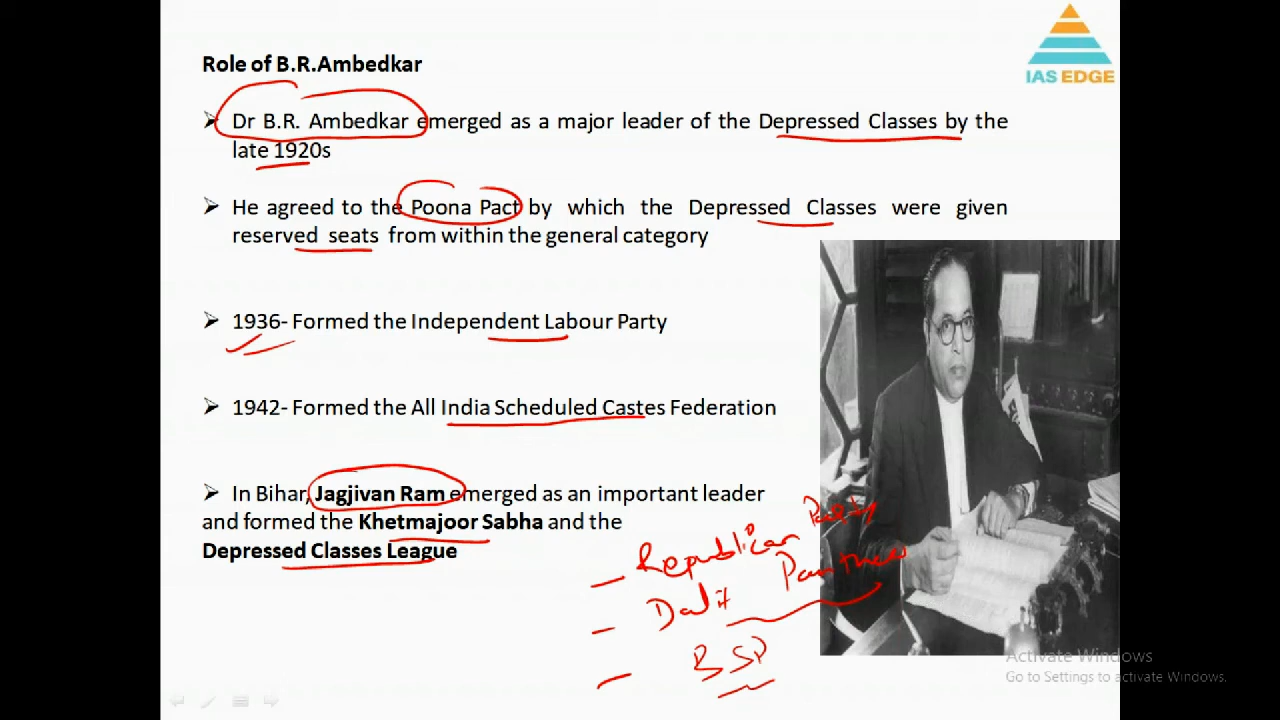 IAS EDGE
Role of B.R.Ambedkar
Dr B.R. Ambedkar emerged as a major leader of the Depressed Classes by the
late 1920s
He agreed to the Poona Pact by which the Depressed Classes were given
reserved seats from within the general category
1936- Formed the Independent Labour Party
1942- Formed the All India Scheduled Castes Federation
In Bihar, Jagjivan Ram emerged as an important leader
and formed the Khetmajoor Sabha and the
Depressed Classes League
Republican Party
Dalit Panthers
BSP
Activate Windows
Go to Settings to activate Windows.